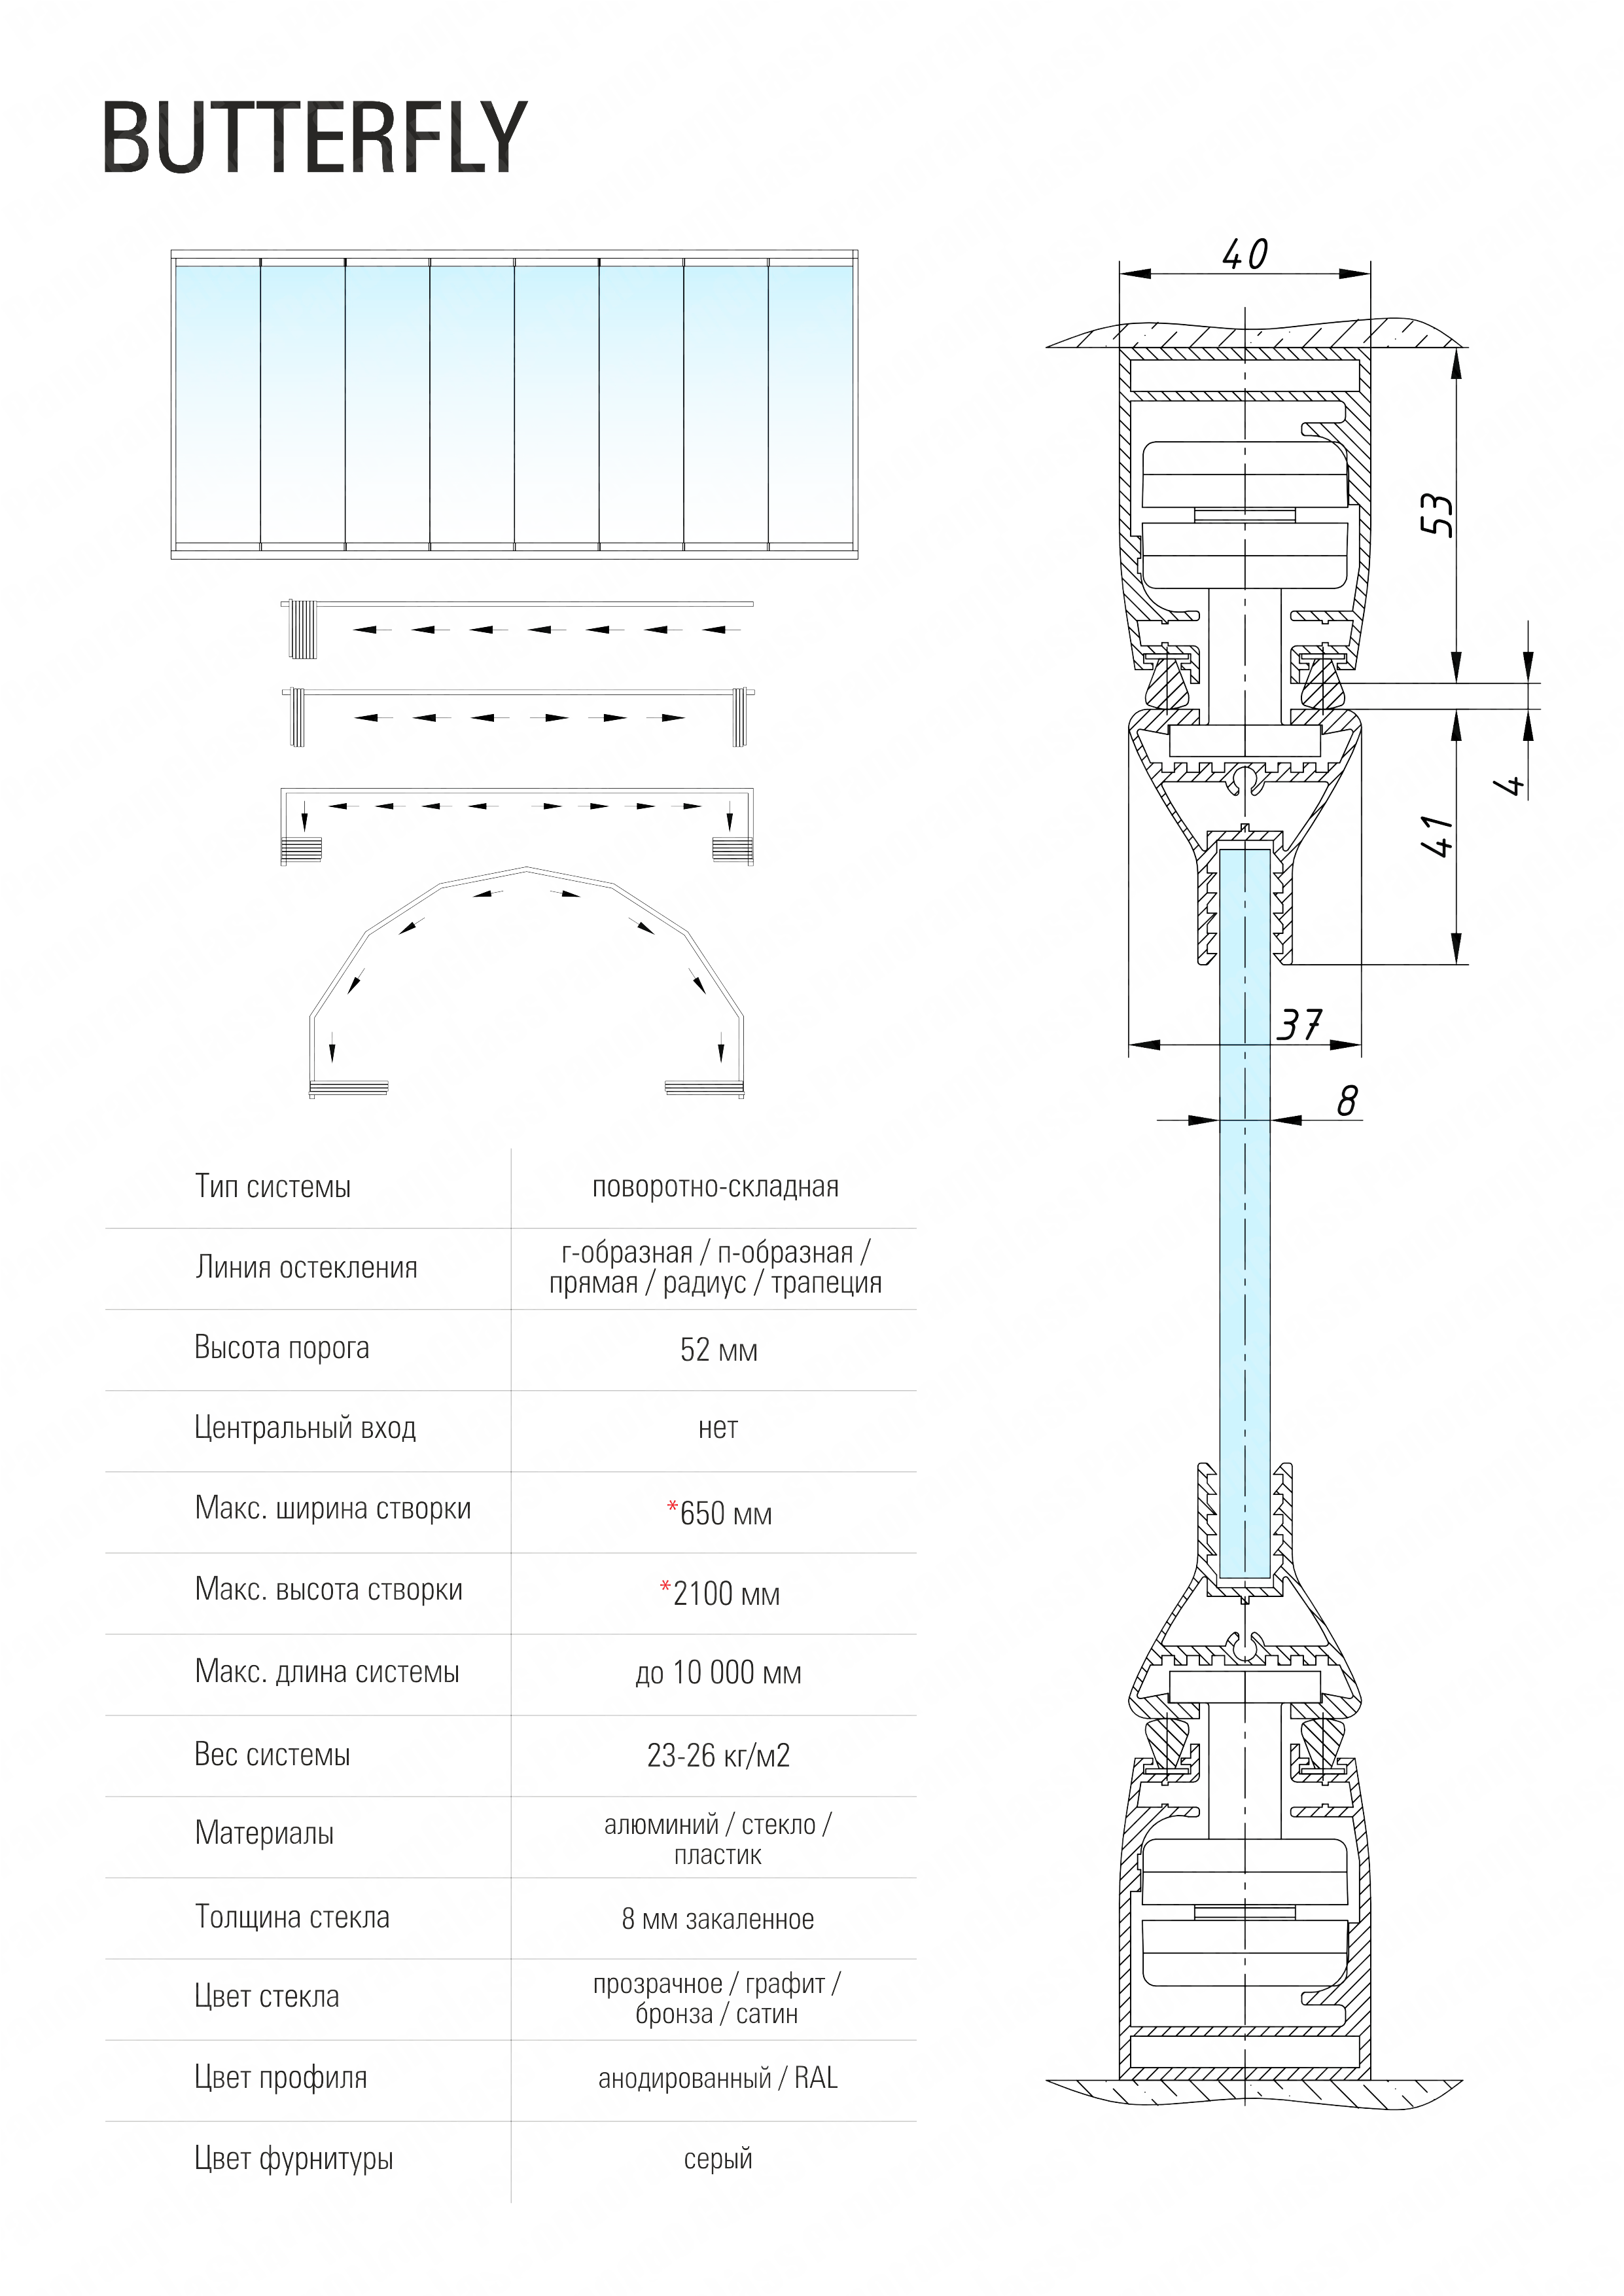 BUTTERFLY
40
53
4
41
37
8
Тип системы
поворотно-складная
Линия остекления
г-образная / п-образная /
прямая / радиус / трапеция
Высота порога
52 мм
Центральный вход
нет
Макс. ширина створки
*650 мм
Макс. высота створки
*2100 мм
Макс. длина системы
до 10 000 мм
Вес системы
23-26 кг/м2
Материалы
алюминий / стекло /
пластик
Толщина стекла
8 мм закаленное
Цвет стекла
прозрачное / графит /
бронза / сатин
Цвет профиля
анодированный / RAL
Цвет фурнитуры
серый